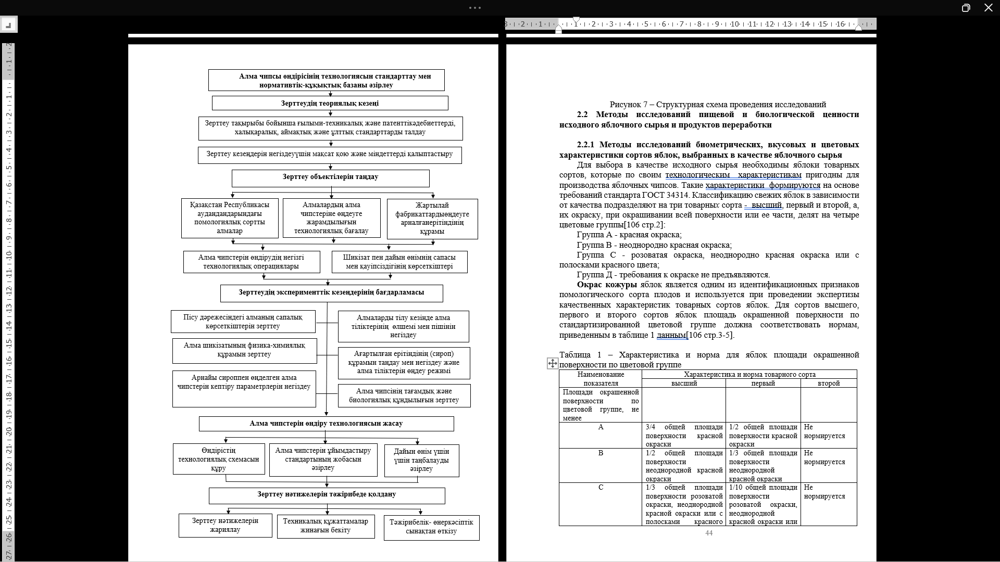 Алма чипсы өндірісінің технологиясын стандарттау мен
нормативтік-құқықтық базаны әзірлеу
Зерттеудің теориялық кезеңі
Зерттеу тақырыбы бойынша ғылыми-техникалық және патенттікәдебиеттерді,
халықаралық, аймақтық және ұлттық стандарттарды талдау
Зерттеу кезеңдерін негіздеуүшін мақсат қою және міндеттерді қалыптастыру
Зерттеу объектілерін таңдау
Қазақстан Республикасы
аудандандарындағы
помологиялық сортты
алмалар
Алмалардың алма
чипстеріне өңдеуге
жарамдылығын
технологиялық бағалау
Жартылай
фабрикаттардыөңдеуге
арналғанерітіндінің
құрамы
Алма чипстерін өндірудің негізгі
технологиялық операциялары
Шикізат пен дайын өнімнің сапасы
мен қауіпсіздігінің көрсеткіштері
Зерттеудің эксперименттік кезеңдерінің бағдарламасы
Пісу дәрежесіндегі алманың сапалық
көрсеткіштерін зерттеу
Алмаларды тілу кезінде алма
тіліктерінің өлшемі мен пішінін
негіздеу
Алма шикізатының физика-химиялық
құрамын зерттеу
Ағартылған ерітіндінің (сироп)
құрамын таңдау мен негіздеу және
алма тіліктерін өңдеу режимі
Арнайы сироппен өңделген алма
чипстерін кептіру параметрлерін негіздеу
Алма чипсінің тағамдық және
биологиялық құндылығын зерттеу
Алма чипстерін өндіру технологиясын жасау
Өндірістің
технологиялық схемасын
құру
Алма чипстерін ұйымдастыру
стандартының жобасын
әзірлеу
Дайын өнім үшін
үшін таңбалауды
әзірлеу
Зерттеу нәтижелерін тәжірибеде қолдану
Зерттеу нәтижелерін
жариялау
Техникалық құжаттамалар
жинағын бекіту
Тәжірибелік- өнеркәсіптік
сынақтан өткізу
3 2 1 1 2 3 4 5 6 7 8 9 10 11 12 13 14 15 16
Рисунок 7 – Структурная схема проведения исследований
2.2 Методы исследований пищевой и биологической ценности
исходного яблочного сырья и продуктов переработки
2.2.1 Методы исследований биометрических, вкусовых и цветовых
характеристики сортов яблок, выбранных в качестве яблочного сырья
Для выбора в качестве исходного сырья необходимы яблоки товарных
сортов, которые по своим технологическим характеристикам пригодны для
производства яблочных чипсов. Такие характеристики формируются на основе
требований стандарта ГОСТ 34314. Классификацию свежих яблок в зависимости
от качества подразделяют на три товарных сорта - высший, первый и второй, а,
их окраску, при окрашивании всей поверхности или ее части, делят на четыре
цветовые группы[106 стр.2]:
Группа А - красная окраска;
Группа В - неоднородно красная окраска;
Группа С - розоватая окраска, неоднородно красная окраска или с
полосками красного цвета;
Группа Д - требования к окраске не предъявляются.
Окрас кожуры яблок является одним из идентификационных признаков
помологического сорта плодов и используется при проведении экспертизы
качественных характеристик товарных сортов яблок. Для сортов высшего,
первого и второго сортов яблок площадь окрашенной поверхности по
стандартизированной цветовой группе должна соответствовать нормам,
приведенным в таблице 1 данным[106 стр.3-5].
Таблица 1 – Характеристика и норма для яблок площади окрашенной
поверхности по цветовой группе
Наименование
показателя
Характеристика и норма товарного сорта
высший первый второй
Площади окрашенной
поверхности по
цветовой группе, не
менее
А
3/4 общей площади
поверхности красной
окраски
1/2 общей площади
поверхности красной
окраски
Не
нормируется
В
1/2 общей площади
поверхности
неоднородной красной
окраски
1/3 общей площади
поверхности
неоднородной
красной окраски
Не
нормируется
С
1/3 общей площади
поверхности розоватой
окраски, неоднородной
красной окраски или с
полосками красного
1/10 общей площади
поверхности
розоватой окраски,
неоднородной
красной окраски или
Не
нормируется
44